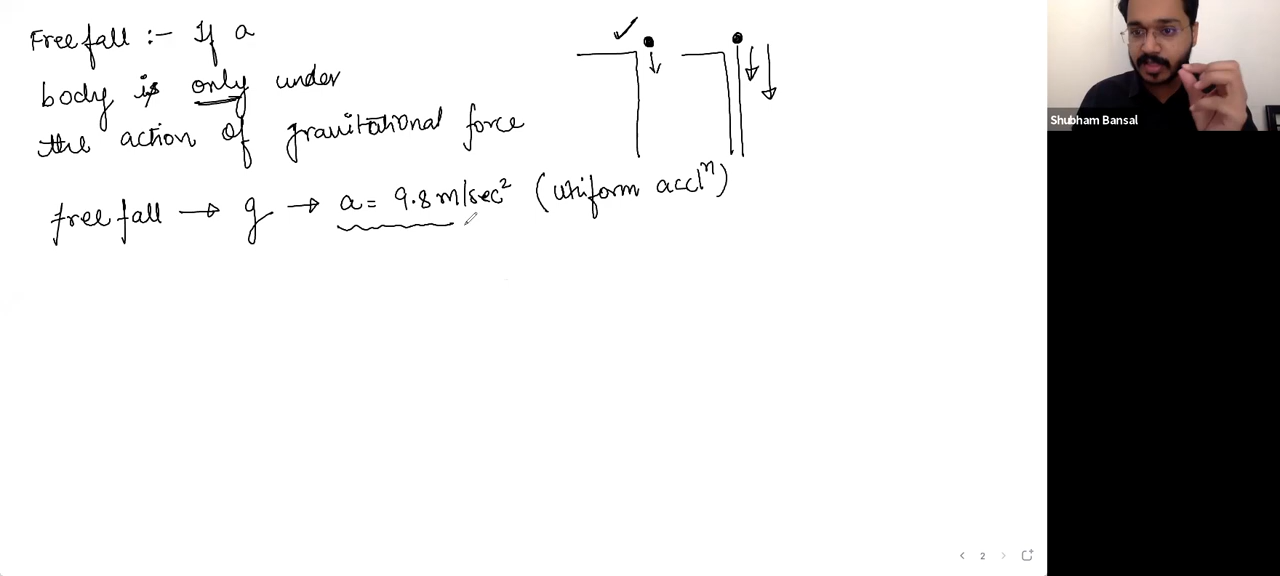 Free fall :- If a
body is only under
the action of gravitational force
free fall → g → a = 9.8 m/sec² (uniform acclⁿ)
Shubham Bansal
2